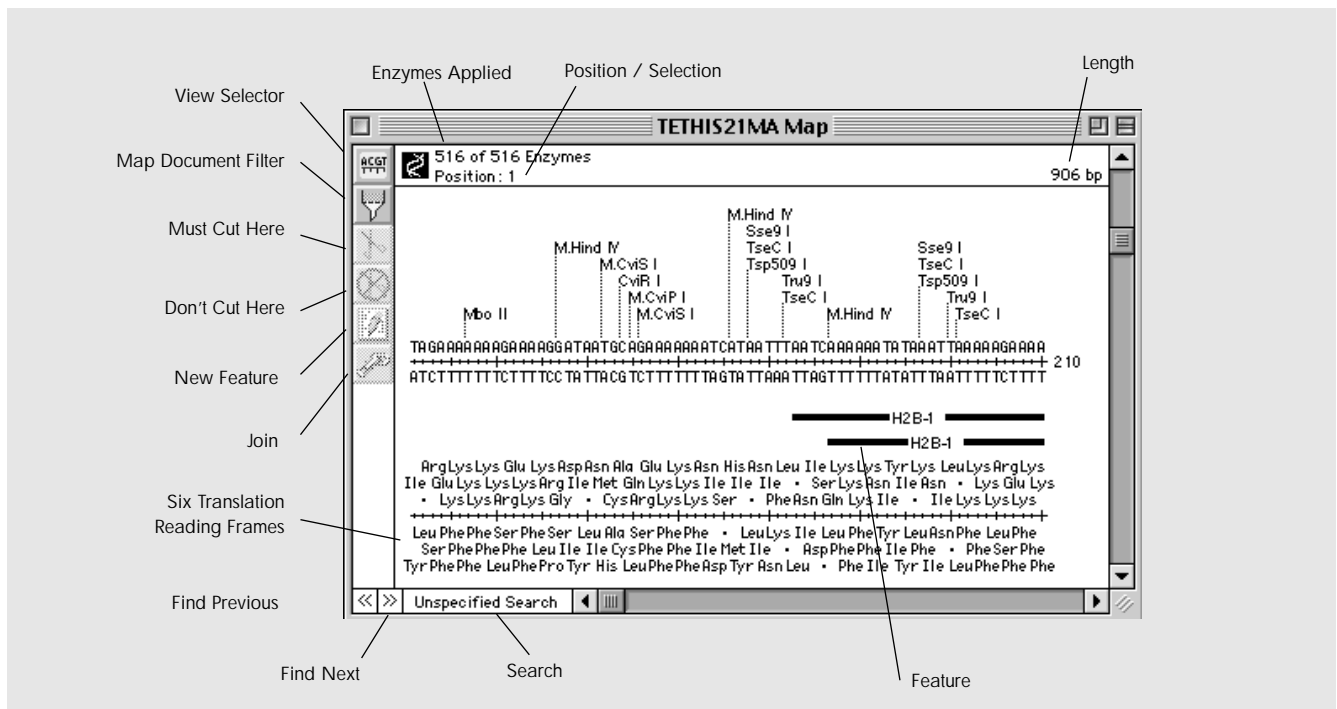 Enzymes Applied
Position / Selection
Length
View Selector
TETHIS21MA Map
ACGT
Map Document Filter
516 of 516 Enzymes
Position: 1
906 bp
Must Cut Here
M.Hind IV
Sse9 I
M.Hind IV
TseC I
Sse9 I
M.CviS I
Tsp509 I
TseC I
CviR I
Tru9 I
Tsp509 I
M.CviP I
TseC I
Tru9 I
Mbo II
M.CviS I
M.Hind IV
TseC I
Don't Cut Here
TAGAAAAAAAGAAAAGGATAATGCAGAAAAAAATCATAATTTAATCAAAAAATATAAATTAAAAAGAAAA
210
ATCTTTTTTTCTTTTCCTATTACGTCTTTTTTTAGTATTAAATTAGTTTTTTATATTTAATTTTTCTTTT
New Feature
H2B-1
Join
H2B-1
Arg Lys Lys Glu Lys Asp Asn Ala Glu Lys Asn His Asn Leu Ile Lys Lys Tyr Lys Leu Lys Arg Lys
Ile Glu Lys Lys Lys Arg Ile Met Gln Lys Lys Ile Ile Ile • Ser Lys Asn Ile Asn • Lys Glu Lys
• Lys Lys Arg Lys Gly • Cys Arg Lys Lys Ser • Phe Asn Gln Lys Ile • Ile Lys Lys Lys
Six Translation
Reading Frames
Leu Phe Phe Ser Phe Ser Leu Ala Ser Phe Phe • Leu Lys Ile Leu Phe Tyr Leu Asn Phe Leu Phe
Ser Phe Phe Phe Leu Ile Ile Cys Phe Phe Ile Met Ile • Asp Phe Phe Ile Phe • Phe Ser Phe
Tyr Phe Phe Leu Phe Pro Tyr His Leu Phe Phe Asp Tyr Asn Leu • Phe Ile Tyr Ile Leu Phe Phe Phe
Find Previous
Unspecified Search
Find Next
Search
Feature